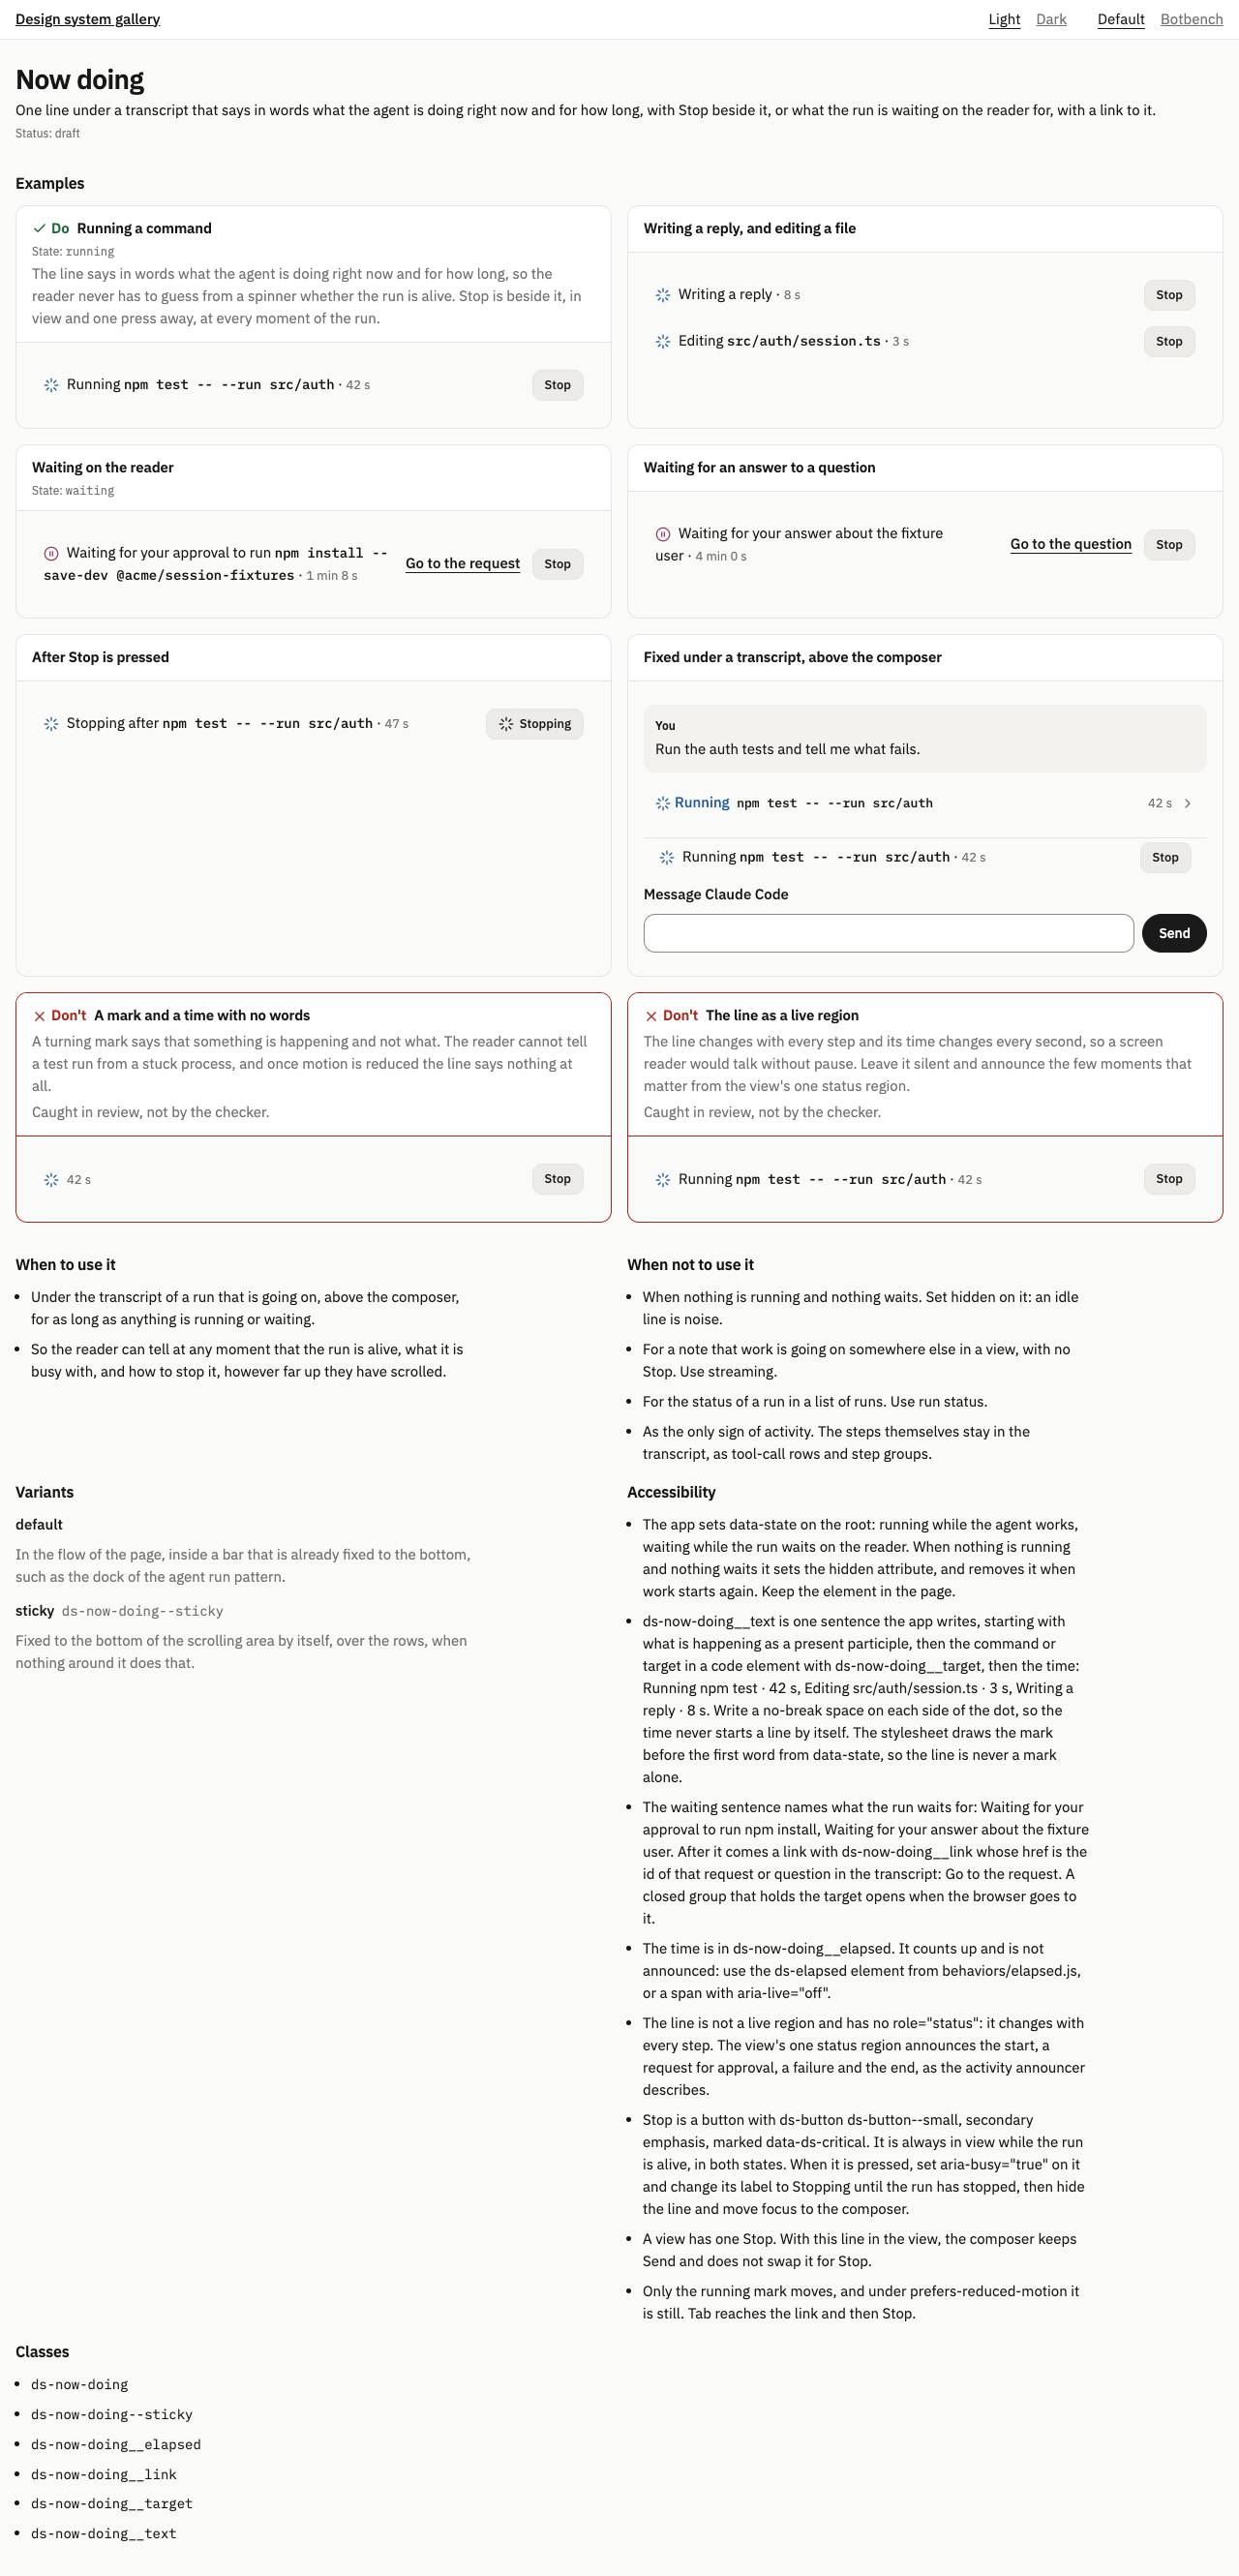 Design system gallery
Light Dark Default Botbench
Now doing
One line under a transcript that says in words what the agent is doing right now and for how long, with Stop beside it, or what the run is waiting on the reader for, with a link to it.
Status: draft
Examples
Do Running a command
State: running
The line says in words what the agent is doing right now and for how long, so the
reader never has to guess from a spinner whether the run is alive. Stop is beside it, in
view and one press away, at every moment of the run.
Running npm test -- --run src/auth · 42 s
Stop
Writing a reply, and editing a file
Writing a reply · 8 s
Stop
Editing src/auth/session.ts · 3 s
Stop
Waiting on the reader
State: waiting
Waiting for your approval to run npm install --
save-dev @acme/session-fixtures · 1 min 8 s
Go to the request
Stop
Waiting for an answer to a question
Waiting for your answer about the fixture
user · 4 min 0 s
Go to the question
Stop
After Stop is pressed
Stopping after npm test -- --run src/auth · 47 s
Stopping
Fixed under a transcript, above the composer
You
Run the auth tests and tell me what fails.
Running npm test -- --run src/auth 42 s
Running npm test -- --run src/auth · 42 s
Stop
Message Claude Code
Send
Don't A mark and a time with no words
A turning mark says that something is happening and not what. The reader cannot tell
a test run from a stuck process, and once motion is reduced the line says nothing at
all.
Caught in review, not by the checker.
42 s
Stop
Don't The line as a live region
The line changes with every step and its time changes every second, so a screen
reader would talk without pause. Leave it silent and announce the few moments that
matter from the view's one status region.
Caught in review, not by the checker.
Running npm test -- --run src/auth · 42 s
Stop
When to use it
Under the transcript of a run that is going on, above the composer,
for as long as anything is running or waiting.
So the reader can tell at any moment that the run is alive, what it is
busy with, and how to stop it, however far up they have scrolled.
When not to use it
When nothing is running and nothing waits. Set hidden on it: an idle
line is noise.
For a note that work is going on somewhere else in a view, with no
Stop. Use streaming.
For the status of a run in a list of runs. Use run status.
As the only sign of activity. The steps themselves stay in the
transcript, as tool-call rows and step groups.
Variants
default
In the flow of the page, inside a bar that is already fixed to the bottom,
such as the dock of the agent run pattern.
sticky ds-now-doing--sticky
Fixed to the bottom of the scrolling area by itself, over the rows, when
nothing around it does that.
Accessibility
The app sets data-state on the root: running while the agent works,
waiting while the run waits on the reader. When nothing is running
and nothing waits it sets the hidden attribute, and removes it when
work starts again. Keep the element in the page.
ds-now-doing__text is one sentence the app writes, starting with
what is happening as a present participle, then the command or
target in a code element with ds-now-doing__target, then the time:
Running npm test · 42 s, Editing src/auth/session.ts · 3 s, Writing a
reply · 8 s. Write a no-break space on each side of the dot, so the
time never starts a line by itself. The stylesheet draws the mark
before the first word from data-state, so the line is never a mark
alone.
The waiting sentence names what the run waits for: Waiting for your
approval to run npm install, Waiting for your answer about the fixture
user. After it comes a link with ds-now-doing__link whose href is the
id of that request or question in the transcript: Go to the request. A
closed group that holds the target opens when the browser goes to
it.
The time is in ds-now-doing__elapsed. It counts up and is not
announced: use the ds-elapsed element from behaviors/elapsed.js,
or a span with aria-live="off".
The line is not a live region and has no role="status": it changes with
every step. The view's one status region announces the start, a
request for approval, a failure and the end, as the activity announcer
describes.
Stop is a button with ds-button ds-button--small, secondary
emphasis, marked data-ds-critical. It is always in view while the run
is alive, in both states. When it is pressed, set aria-busy="true" on it
and change its label to Stopping until the run has stopped, then hide
the line and move focus to the composer.
A view has one Stop. With this line in the view, the composer keeps
Send and does not swap it for Stop.
Only the running mark moves, and under prefers-reduced-motion it
is still. Tab reaches the link and then Stop.
Classes
ds-now-doing
ds-now-doing--sticky
ds-now-doing__elapsed
ds-now-doing__link
ds-now-doing__target
ds-now-doing__text